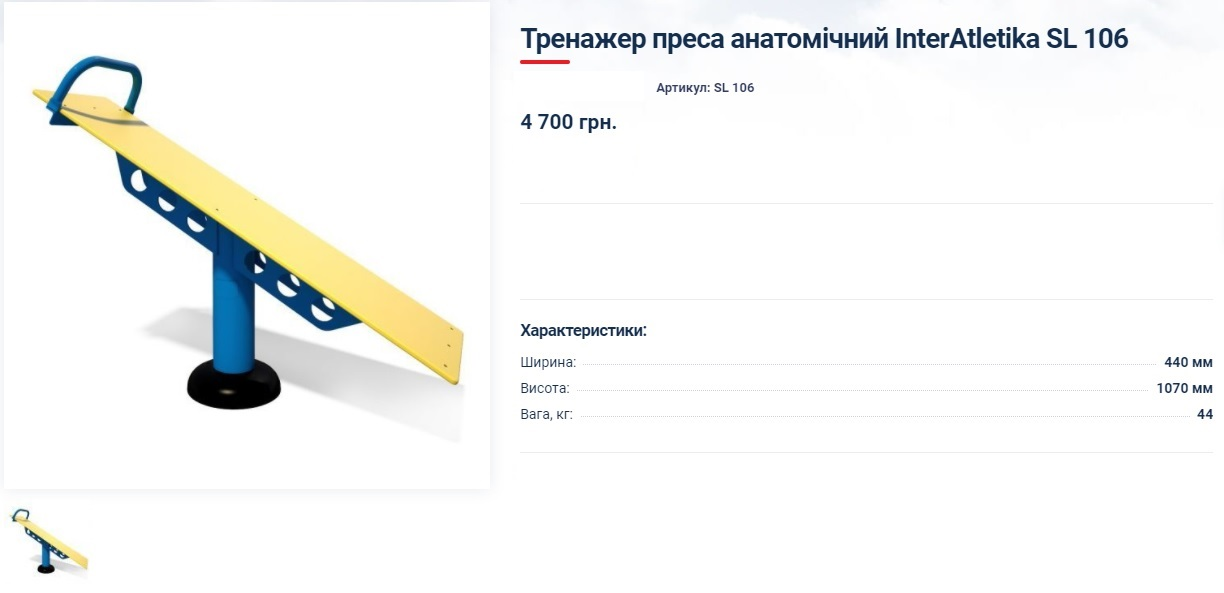 Тренажер преса анатомічний InterAtletika SL 106
Артикул: SL 106
4 700 грн.
Характеристики:
Ширина: 440 мм
Висота: 1070 мм
Вага, кг: 44